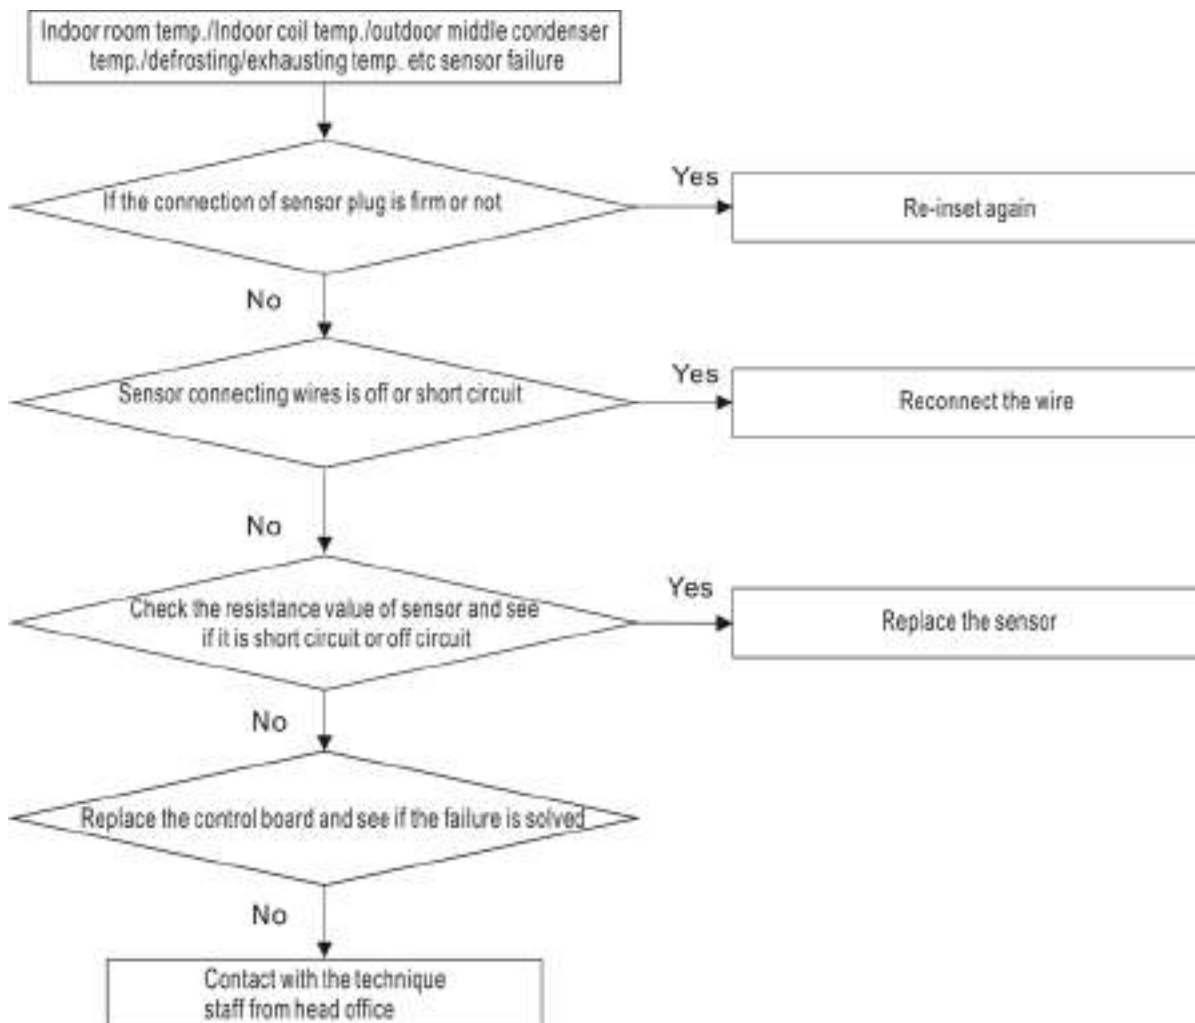 Indoor room temp./Indoor coil temp./outdoor middle condenser
temp./defrosting/exhausting temp. etc sensor failure
If the connection of sensor plug is firm or not
Yes
Re-inset again
No
Sensor connecting wires is off or short circuit
Yes
Reconnect the wire
No
Check the resistance value of sensor and see
if it is short circuit or off circuit
Yes
Replace the sensor
No
Replace the control board and see if the failure is solved
No
Contact with the technique
staff from head office